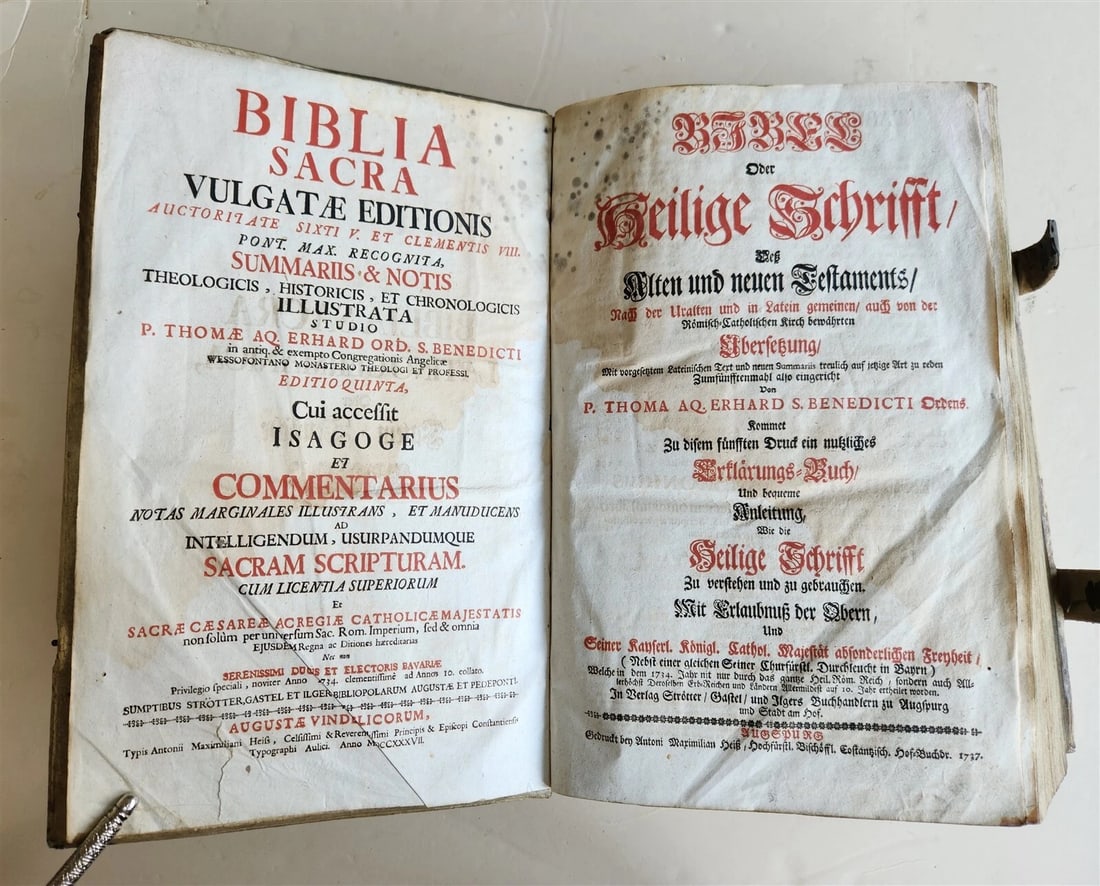 BIBLIA
SACRA
VULGATÆ EDITIONIS
AUCTORITATE SIXTI V. ET CLEMENTIS VIII.
PONT. MAX. RECOGNITA,
SUMMARIIS & NOTIS
THEOLOGICIS, HISTORICIS, ET CHRONOLOGICIS
ILLUSTRATA
STUDIO
P. THOMÆ AQ. ERHARD ORD. S. BENEDICTI
in antiq. & exempto Congregationis Angelicæ
WESSOFONTANO MONASTERIO THEOLOGI ET PROFESSI.
EDITIO QUINTA,
Cui accessit
ISAGOGE
ET
COMMENTARIUS
NOTAS MARGINALES ILLUSTRANS, ET MANUDUCENS
AD
INTELLIGENDUM, USURPANDUMQUE
SACRAM SCRIPTURAM.
CUM LICENTIA SUPERIORUM
Et
SACRÆ CÆSAREÆ AC REGIÆ CATHOLICÆ MAJESTATIS
non solùm per universum Sac. Rom. Imperium, sed & omnia
EJUSDEM Regna ac Ditiones hæreditarias
Nec non
SERENISSIMI DUCIS ET ELECTORIS BAVARIÆ
Privilegio speciali, noviter Anno 1734. clementissimè ad Annos 10. collato.
SUMPTIBUS STRÖTTER, GASTEL ET ILGER BIBLIOPOLARUM AUGUSTÆ ET PEDEPONTI.
AUGUSTÆ VINDELICORUM,
Typis Antonii Maximiliani Heiss, Celsissimi & Reverendissimi Principis & Episcopi Constantiensis
Typographi Aulici. Anno MDCCXXXVII.
BIBEL
Oder
Heilige Schrifft/
Deß
Alten und neuen Testaments/
Nach der Uralten und in Latein gemeinen/ auch von der
Römisch-Catholischen Kirch bewährten
Übersetzung/
Mit vorgesetztem Lateinischen Text und neuen Summariis treulich auf jetzige Art zu reden
Zumfünfftenmahl also eingericht
Von
P. THOMA AQ. ERHARD S. BENEDICTI Ordens.
Kommet
Zu disem fünfften Druck ein nutzliches
Erklärungs-Buch/
Und bequeme
Anleitung,
Wie die
Heilige Schrifft
Zu verstehen und zu gebrauchen.
Mit Erlaubnuß der Obern,
Und
Seiner Kayserl. Königl. Cathol. Majestät absonderlichen Freyheit/
(Nebst einer gleichen Seiner Churfürstl. Durchleucht in Bayrn)
Welche in dem 1734. Jahr nit nur durch das gantze Heil. Röm. Reich, sondern auch Allerhöchst
Deroselben Erb-Reichen und Ländern Allermildest auf 10. Jahr ertheilet worden.
In Verlag Strötter/ Gastel/ und Ilgers Buchhandlern zu Augspurg
und Stadt am Hof.
AUGSPURG
Gedruckt bey Antoni Maximilian Heiß, Hochfürstl. Bischöffl. Costantzisch. Hof-Buchdr. 1737.